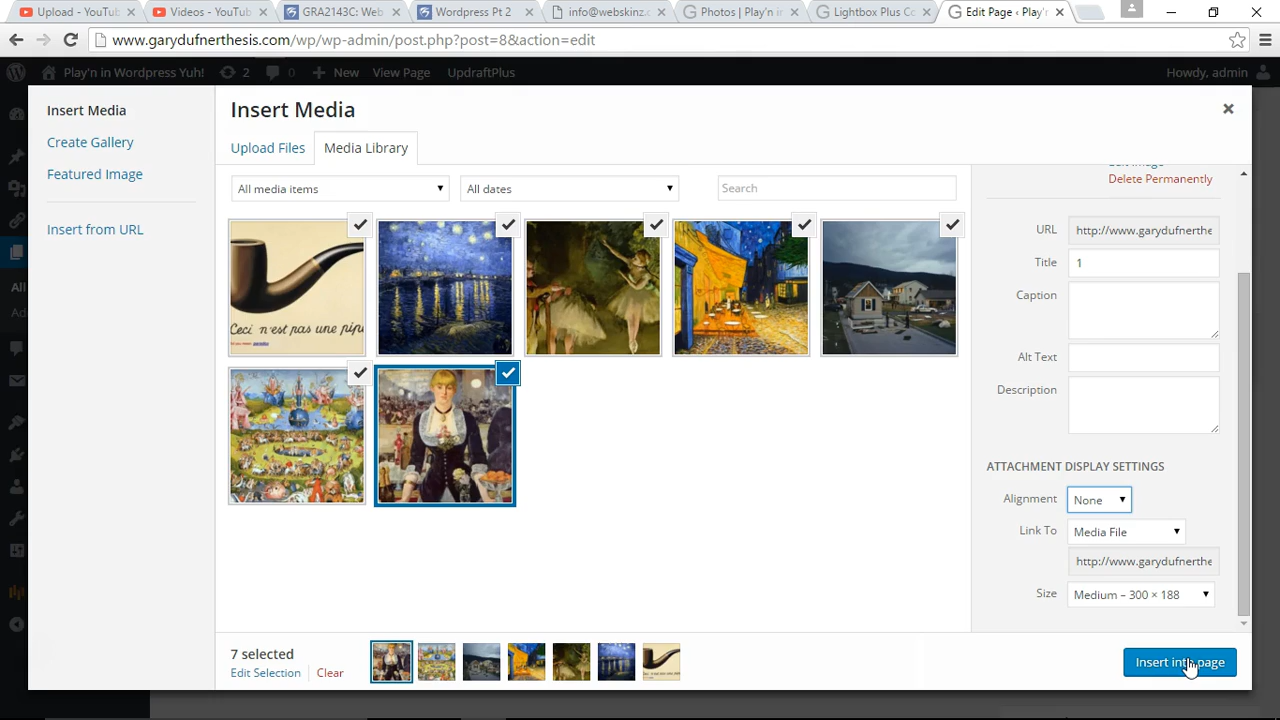 Upload - YouTub
Videos - YouTub
GRA2143C: Web
Wordpress Pt 2
info@webskinz.c
Photos | Play'n i
Lightbox Plus Co
Edit Page ‹ Play'
www.garydufnerthesis.com/wp/wp-admin/post.php?post=8&action=edit
Play'n in Wordpress Yuh!
2
0
New
View Page
UpdraftPlus
Howdy, admin
Insert Media
Create Gallery
Featured Image
Insert from URL
All
Ad
Insert Media
Upload Files
Media Library
All media items
All dates
Search
Ceci n'est pas une pip
7 selected
Edit Selection
Clear
Delete Permanently
URL
http://www.garydufnerthe
Title
1
Caption
Alt Text
Description
ATTACHMENT DISPLAY SETTINGS
Alignment
None
Link To
Media File
http://www.garydufnerthe
Size
Medium – 300 × 188
Insert into page